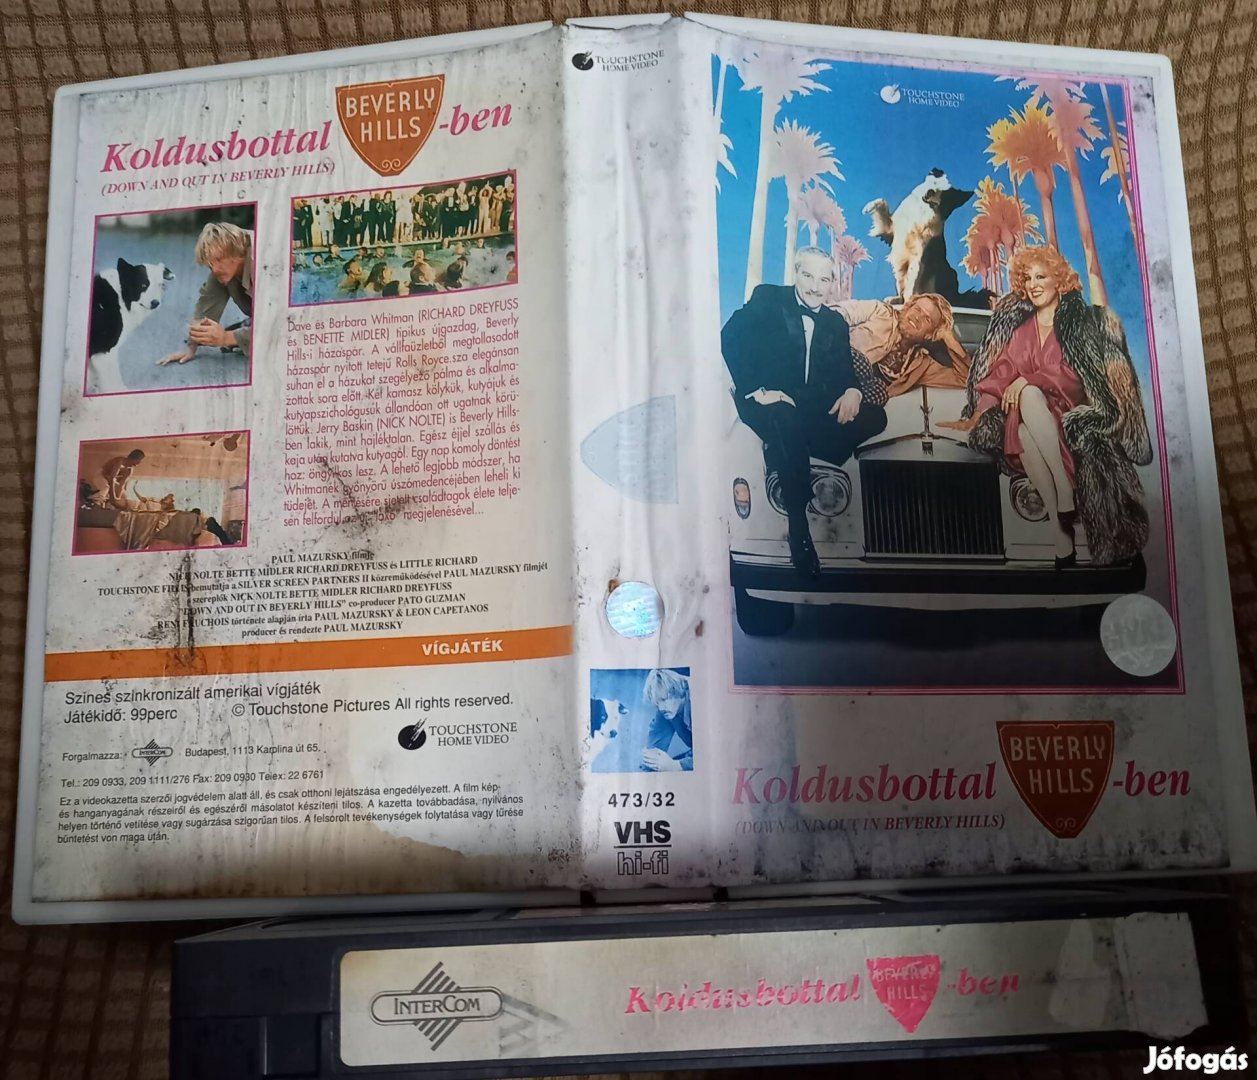 Koldusbottal BEVERLY HILLS -ben
(DOWN AND OUT IN BEVERLY HILLS)
Dave és Barbara Whitman (RICHARD DREYFUSS
és BENETTE MIDLER) tipikus újgazdag, Beverly
Hills-i házaspár. A vállfaüzletből megtollasodott
házaspár nyitott tetejű Rolls Royce.sza elegánsan
suhan el a házukat szegélyező pálma és alkalma-
zottak sora előtt. Két kamasz kölykük, kutyájuk és
kutyapszichológusuk állandóan ott ugatnak körü-
löttük. Jerry Baskin (NICK NOLTE) is Beverly Hills-
ben lakik, mint hajléktalan. Egész éjjel szállás és
kaja után kutatva kutyagol. Egy nap komoly döntést
hoz: öngyilkos lesz. A lehető legjobb módszer, ha
Whitmanék gyönyörű úszómedencéjében leheli ki
tüdejét. A mentésére sietett családtagok élete telje-
sen felfordul az új "lakó" megjelenésével...
PAUL MAZURSKY filmje
NICK NOLTE BETTE MIDLER RICHARD DREYFUSS és LITTLE RICHARD
TOUCHSTONE FILMS bemutatja a SILVER SCREEN PARTNERS II közreműködésével PAUL MAZURSKY filmjét
szereplők NICK NOLTE BETTE MIDLER RICHARD DREYFUSS
"DOWN AND OUT IN BEVERLY HILLS" co-producer PATO GUZMAN
RENE FAUCHOIS története alapján írta PAUL MAZURSKY & LEON CAPETANOS
producer és rendezte PAUL MAZURSKY
VÍGJÁTÉK
Színes szinkronizált amerikai vígjáték
Játékidő: 99perc
© Touchstone Pictures All rights reserved.
TOUCHSTONE
HOME VIDEO
Forgalmazza: INTERCOM Budapest, 1113 Karolina út 65.
Tel.: 209 0933, 209 1111/276 Fax: 209 0930 Telex: 22 6761
Ez a videokazetta szerzői jogvédelem alatt áll, és csak otthoni lejátszása engedélyezett. A film kép-
és hanganyagának részeiről és egészéről másolatot készíteni tilos. A kazetta továbbadása, nyilvános
helyen történő vetítése vagy sugárzása szigorúan tilos. A felsorolt tevékenységek folytatása vagy tűrése
büntetést von maga után.
TOUCHSTONE
HOME VIDEO
473/32
VHS
hi-fi
TOUCHSTONE
HOME VIDEO
Koldusbottal BEVERLY HILLS -ben
(DOWN AND OUT IN BEVERLY HILLS)
INTERCOM
Koldusbottal BEVERLY HILLS -ben
Jófogás